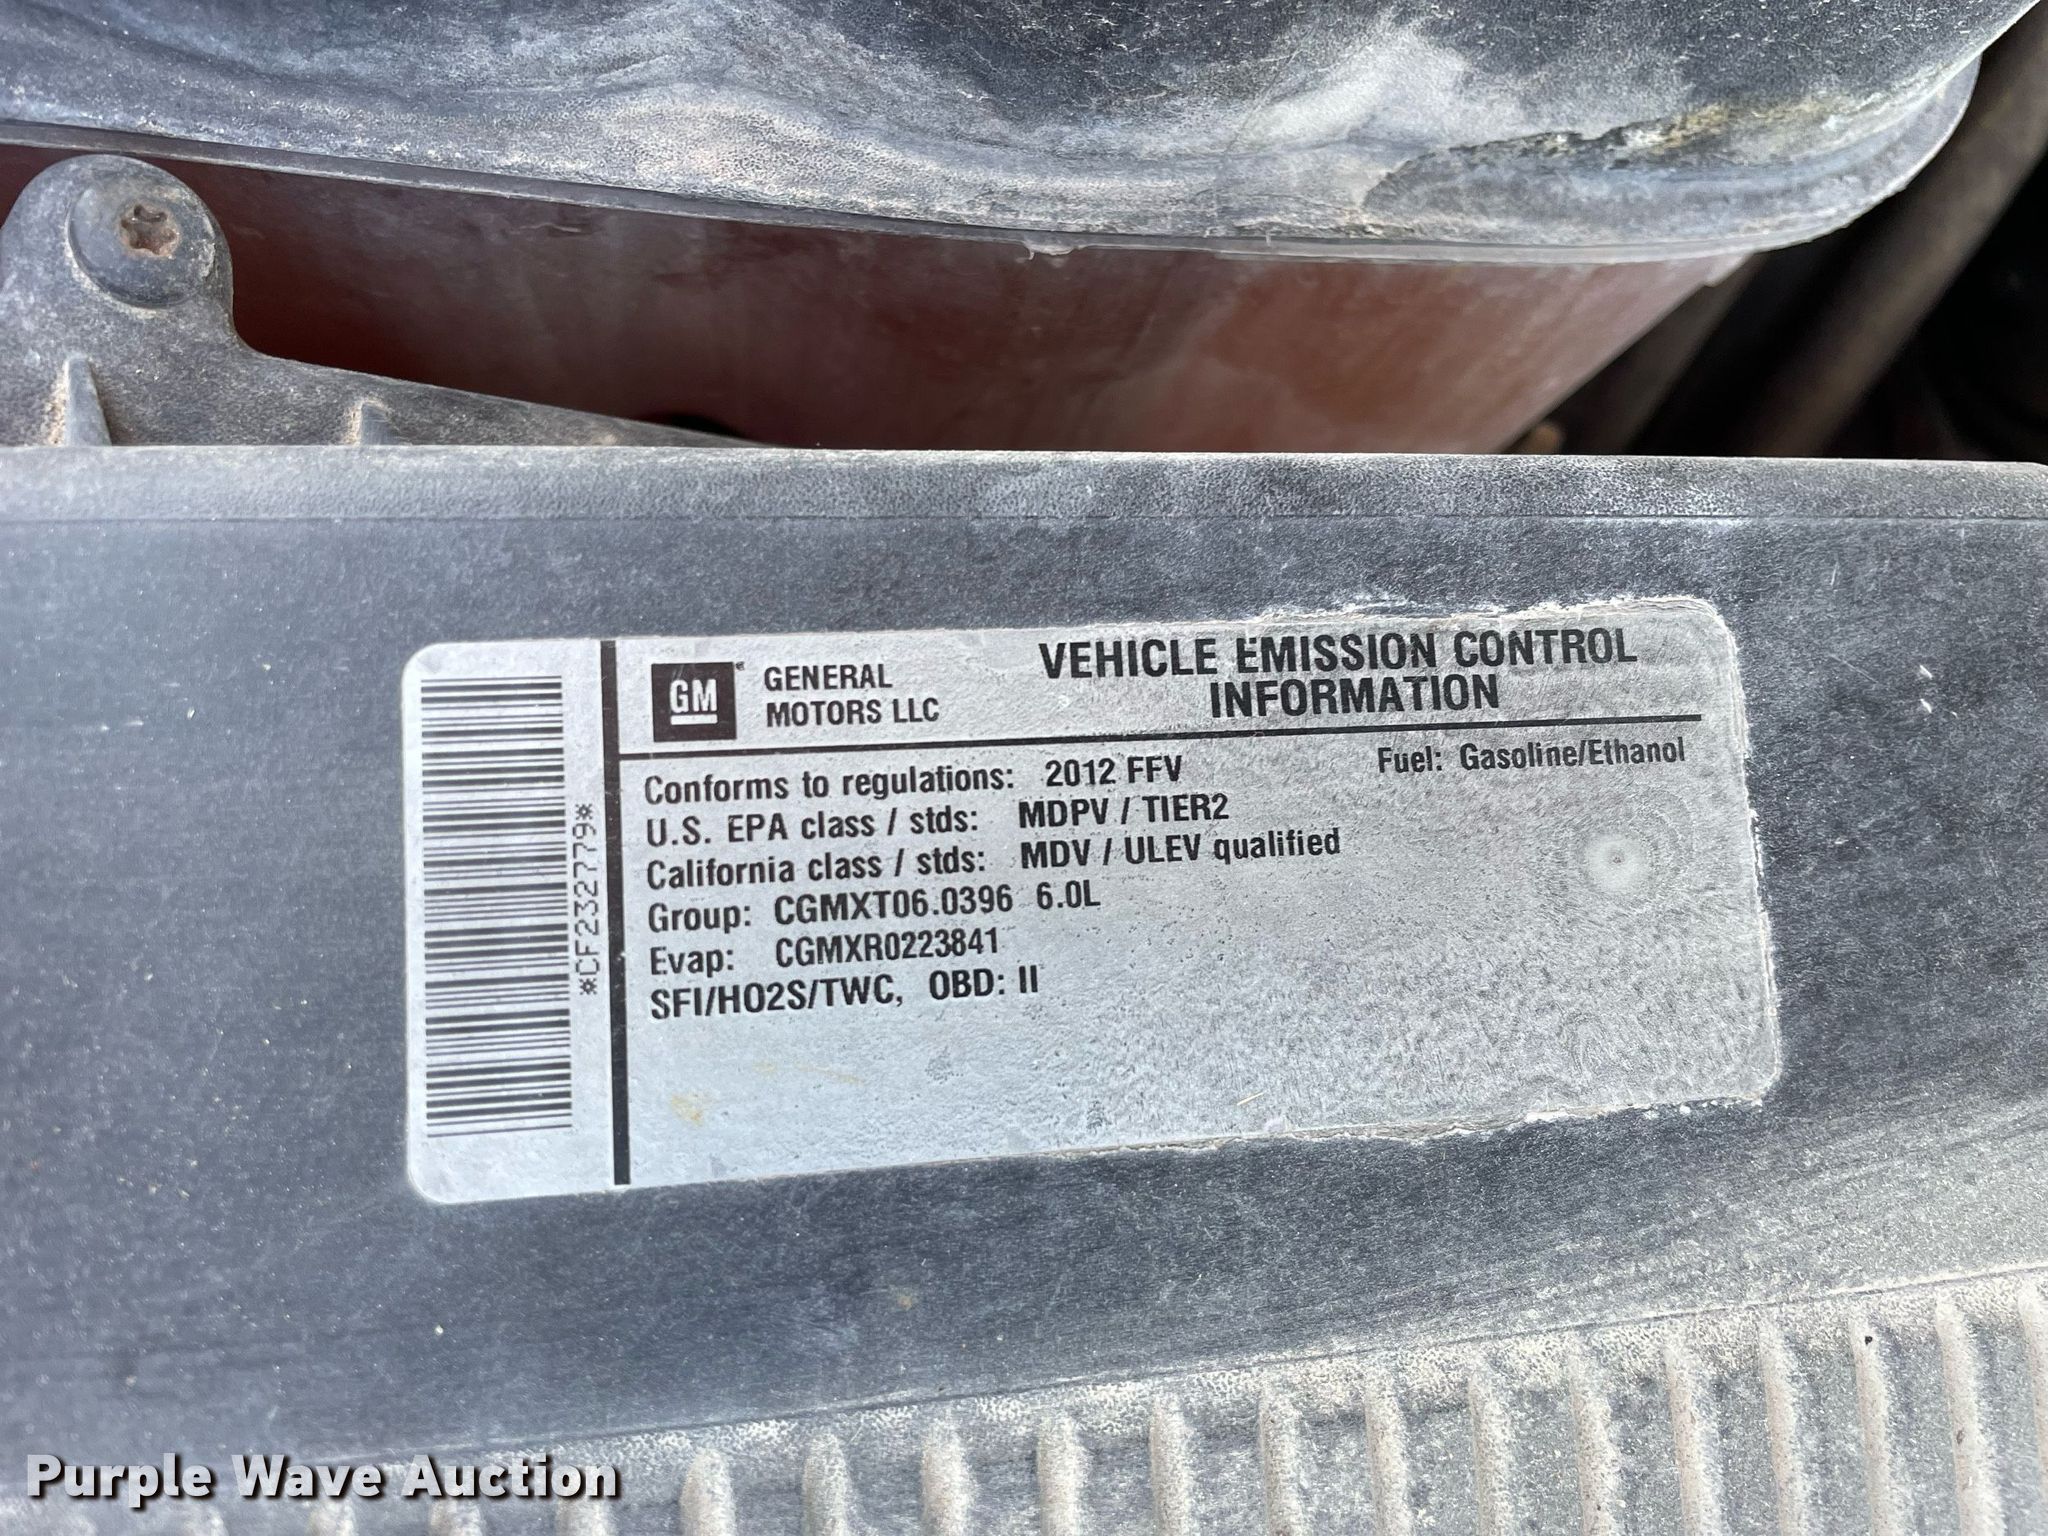 GM
GENERAL
MOTORS LLC
VEHICLE EMISSION CONTROL
INFORMATION
Conforms to regulations: 2012 FFV
Fuel: Gasoline/Ethanol
U.S. EPA class / stds: MDPV / TIER2
California class / stds: MDV / ULEV qualified
Group: CGMXT06.0396 6.0L
Evap: CGMXR0223841
SFI/HO2S/TWC, OBD: II
*CF232779*
Purple Wave Auction